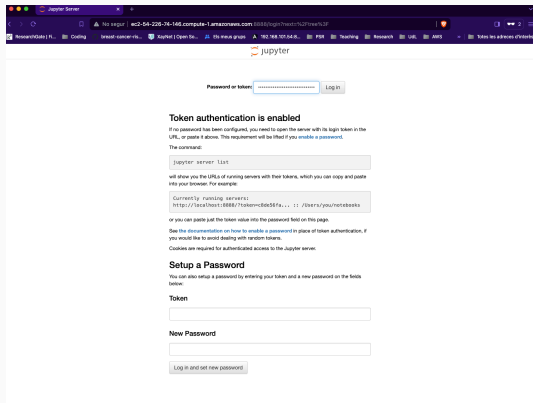 Jupyter Server
No segur
ec2-54-226-74-146.compute-1.amazonaws.com:8888/login?next=%2Ftree%3F
ResearchGate | Fi...
Coding
breast-cancer-vis...
XayNet | Open So...
Els meus grups
192.168.101.54:8...
PSR
Teaching
Research
UdL
AWS
Totes les adreces d'interès
jupyter
Password or token:
Log in
Token authentication is enabled
If no password has been configured, you need to open the server with its login token in the
URL, or paste it above. This requirement will be lifted if you enable a password.
The command:
jupyter server list
will show you the URLs of running servers with their tokens, which you can copy and paste
into your browser. For example:
Currently running servers:
http://localhost:8888/?token=c8de56fa... :: /Users/you/notebooks
or you can paste just the token value into the password field on this page.
See the documentation on how to enable a password in place of token authentication, if
you would like to avoid dealing with random tokens.
Cookies are required for authenticated access to the Jupyter server.
Setup a Password
You can also setup a password by entering your token and a new password on the fields
below:
Token
New Password
Log in and set new password